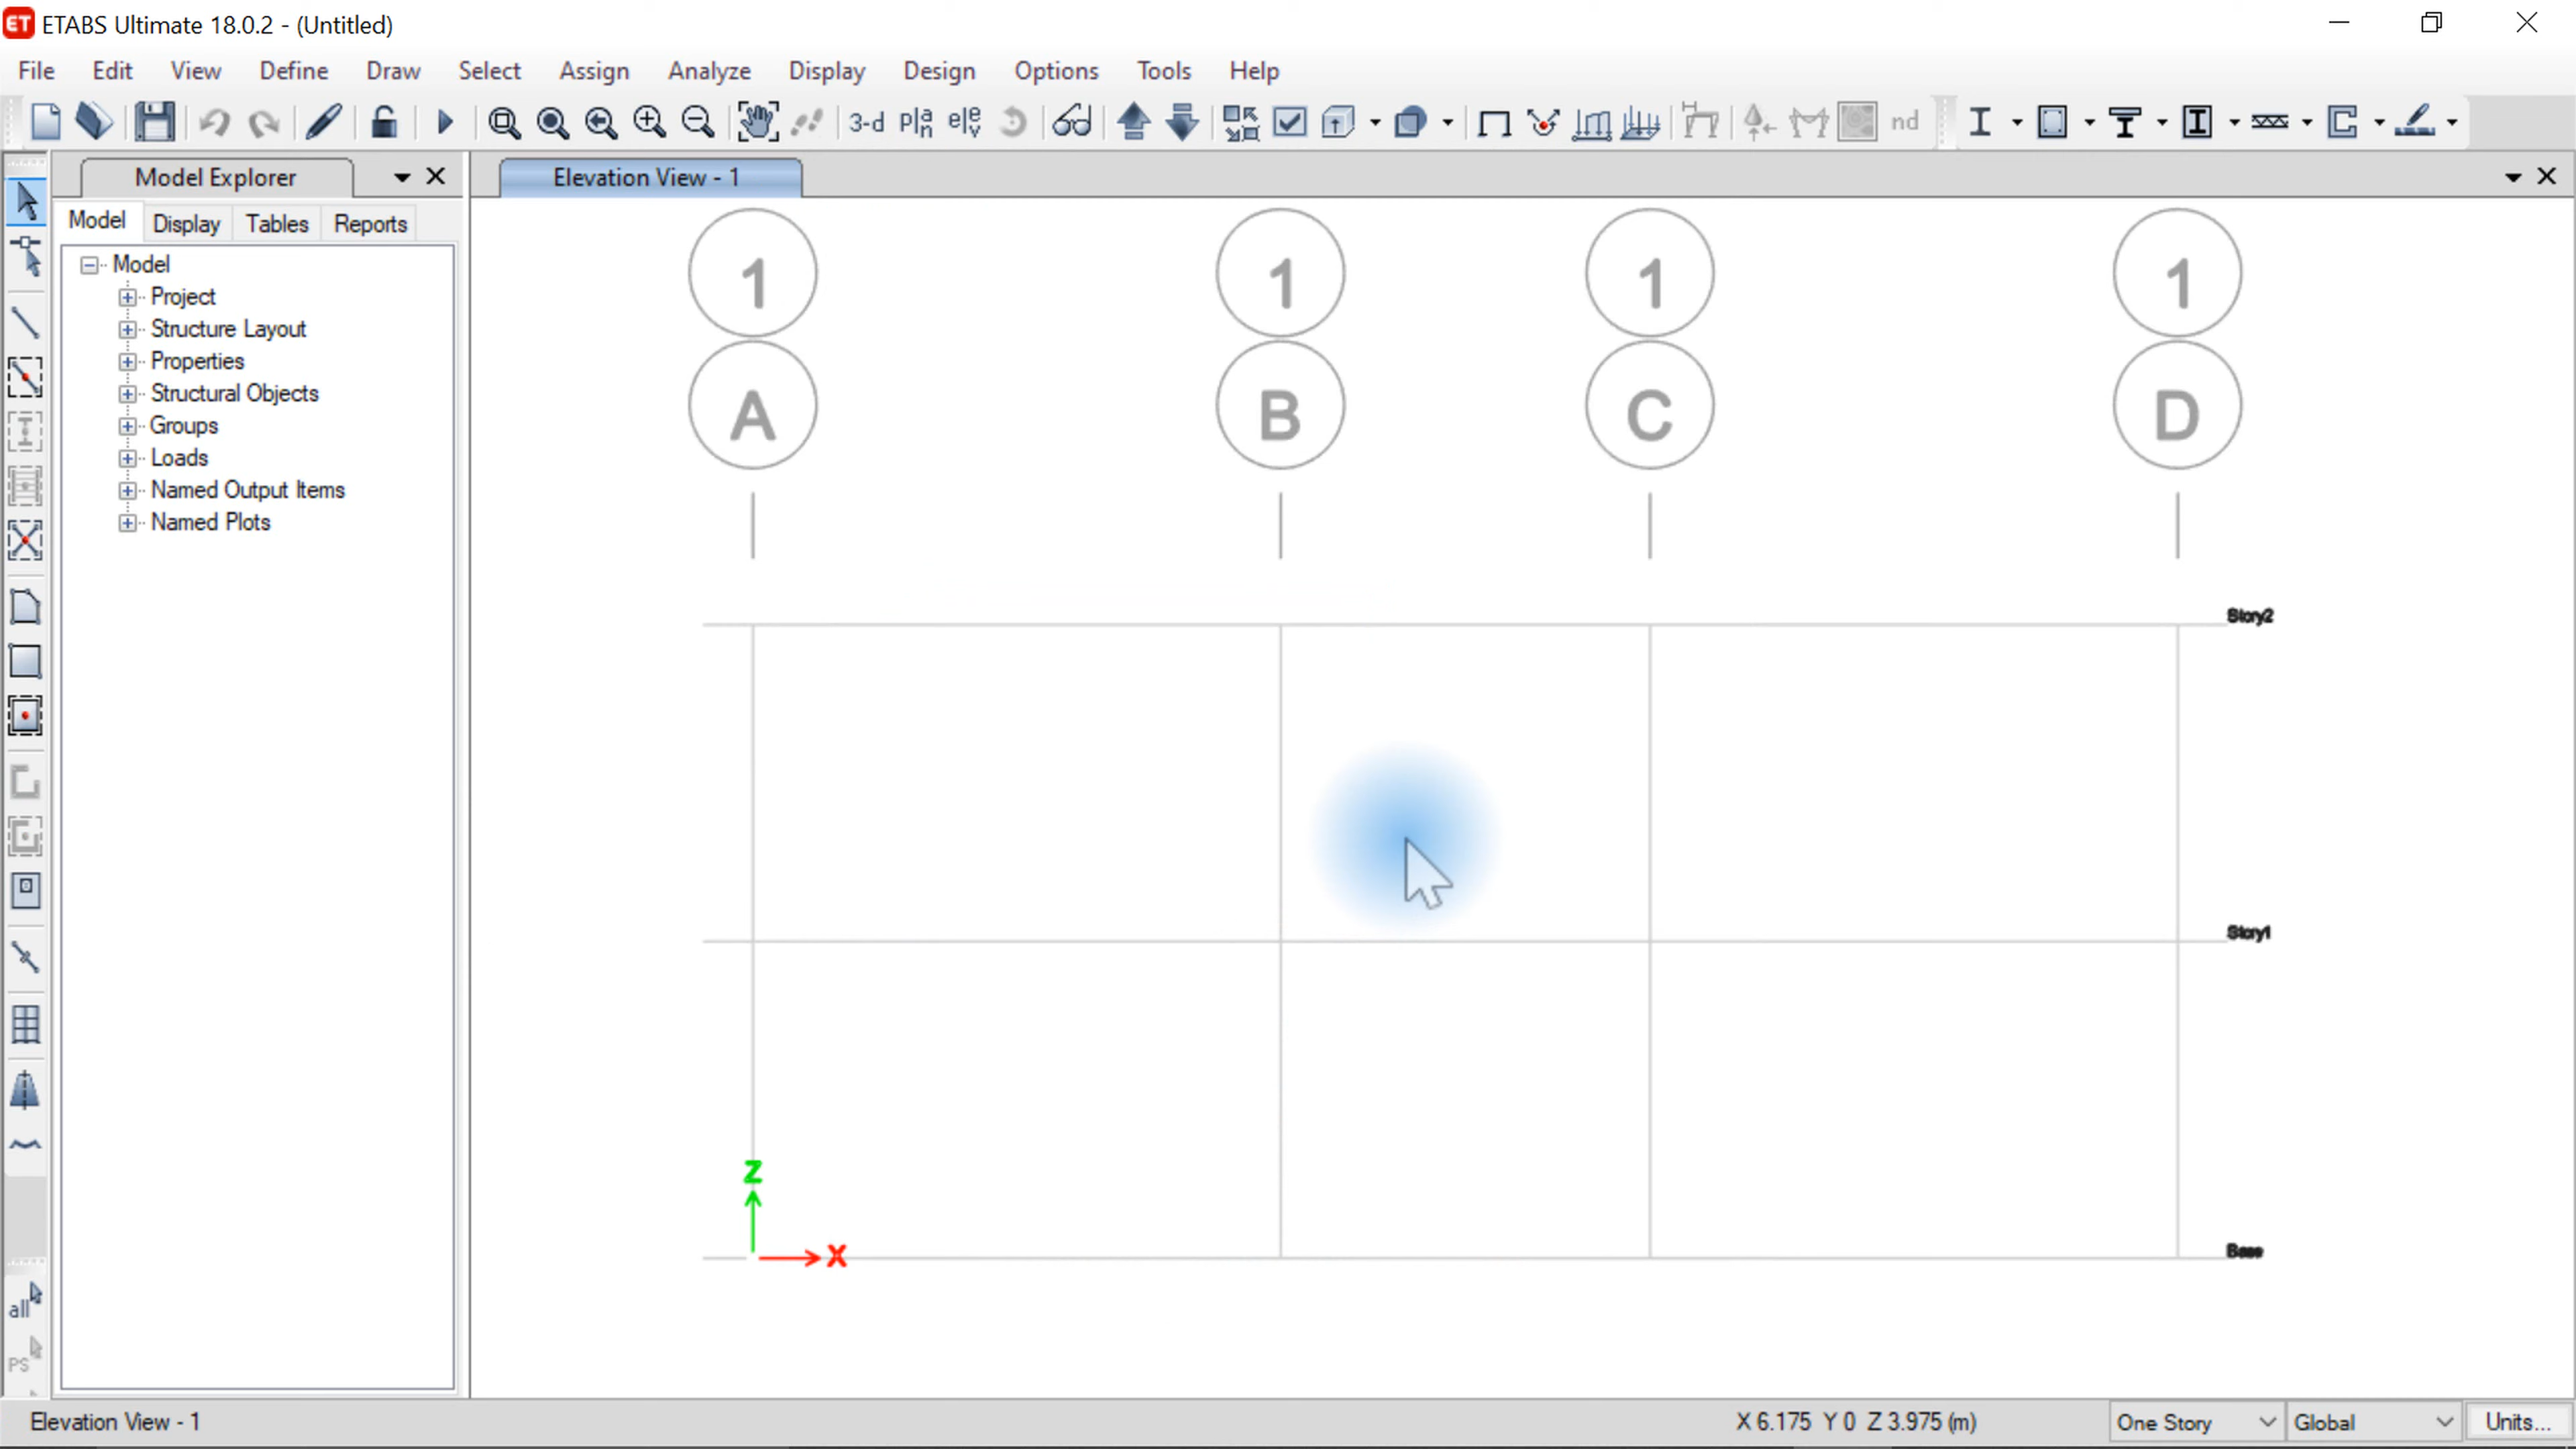 ET ETABS Ultimate 18.0.2 - (Untitled)
File Edit View Define Draw Select Assign Analyze Display Design Options Tools Help
3-d pla n ele v nd
Model Explorer
Elevation View - 1
Model Display Tables Reports
Model
Project
Structure Layout
Properties
Structural Objects
Groups
Loads
Named Output Items
Named Plots
1 1 1 1
A B C D
Story2
Story1
Z
X
Base
all
PS
Elevation View - 1 X 6.175 Y 0 Z 3.975 (m) One Story Global Units...